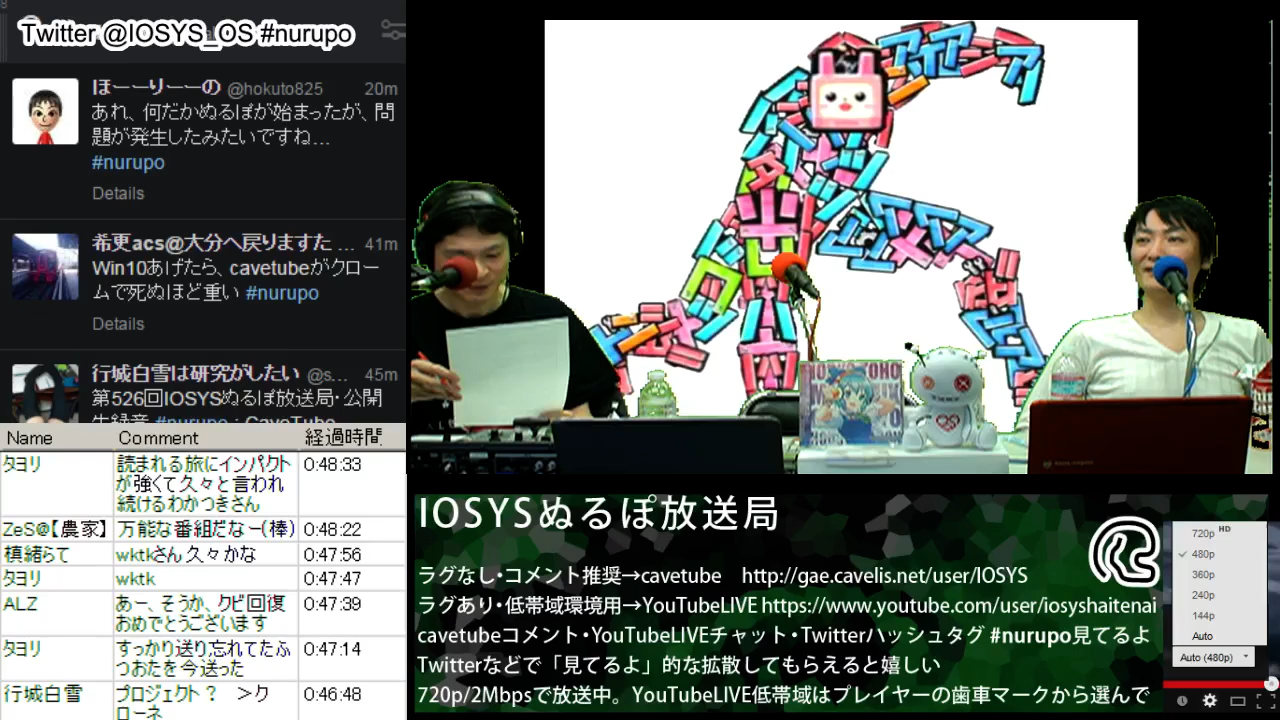 Twitter @IOSYS_OS #nurupo
ほーーりーーの @hokuto825 20m
あれ、何だかぬるぽが始まったが、問
題が発生したみたいですね...
#nurupo
Details
希更acs@大分へ戻りますた ... 41m
Win10あげたら、cavetubeがクロー
ムで死ぬほど重い #nurupo
Details
行城白雪は研究がしたい @s... 45m
第526回IOSYSぬるぽ放送局・公開
生録音 #nurupo : CaveTube
Name Comment 経過時間
タヨリ 読まれる旅にインパクト 0:48:33
が強くて久々と言われ
続けるわかつきさん
ZeS@【農家】 万能な番組だなー(棒) 0:48:22
槙緒らて wktkさん久々かな 0:47:56
タヨリ wktk 0:47:47
ALZ あー、そうか、クビ回復 0:47:39
おめでとうございます
タヨリ すっかり送り忘れてたふ 0:47:14
つおたを今送った
行城白雪 プロジェクト？ ＞ク 0:46:48
ローネ
IOSYSぬるぽ放送局
ラグなし・コメント推奨→cavetube http://gae.cavelis.net/user/IOSYS
ラグあり・低帯域環境用→YouTubeLIVE https://www.youtube.com/user/iosyshaitenai
cavetubeコメント・YouTubeLIVEチャット・Twitterハッシュタグ #nurupo見てるよ
Twitterなどで「見てるよ」的な拡散してもらえると嬉しい
720p/2Mbpsで放送中。YouTubeLIVE低帯域はプレイヤーの歯車マークから選んで
720p HD
480p
360p
240p
144p
Auto
Auto (480p)